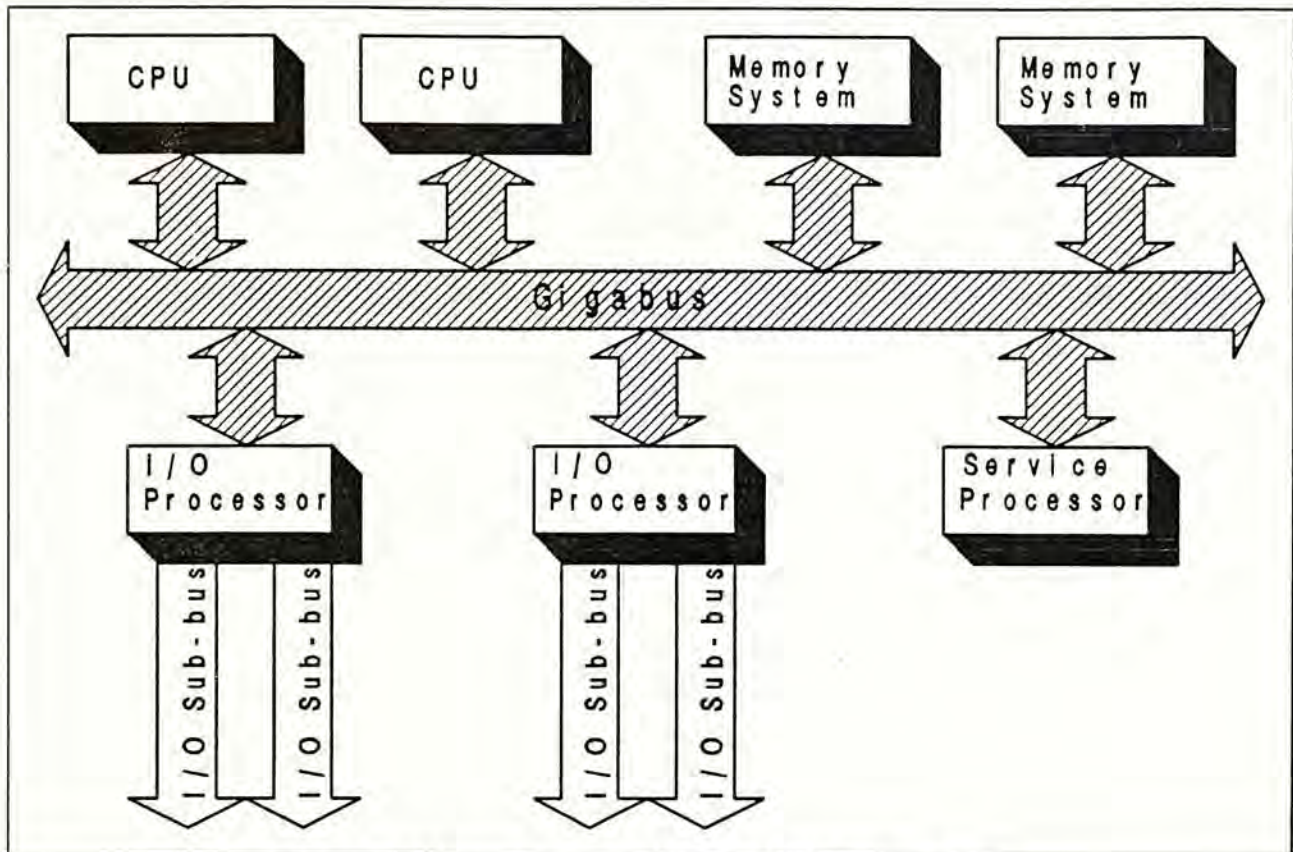 CPU
CPU
Memory
System
Memory
System
Gigabus
I/O
Processor
I/O
Processor
Service
Processor
I/O Sub-bus
I/O Sub-bus
I/O Sub-bus
I/O Sub-bus